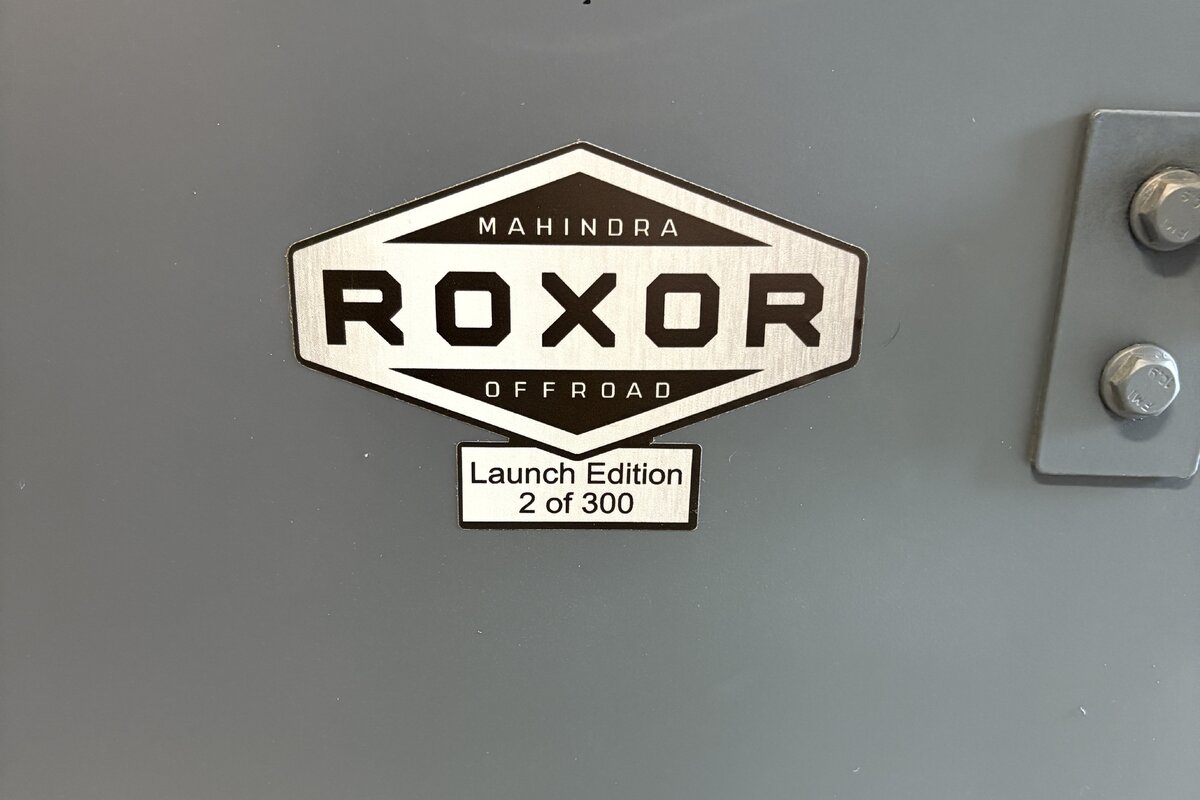 MAHINDRA
ROXOR
OFFROAD
Launch Edition
2 of 300